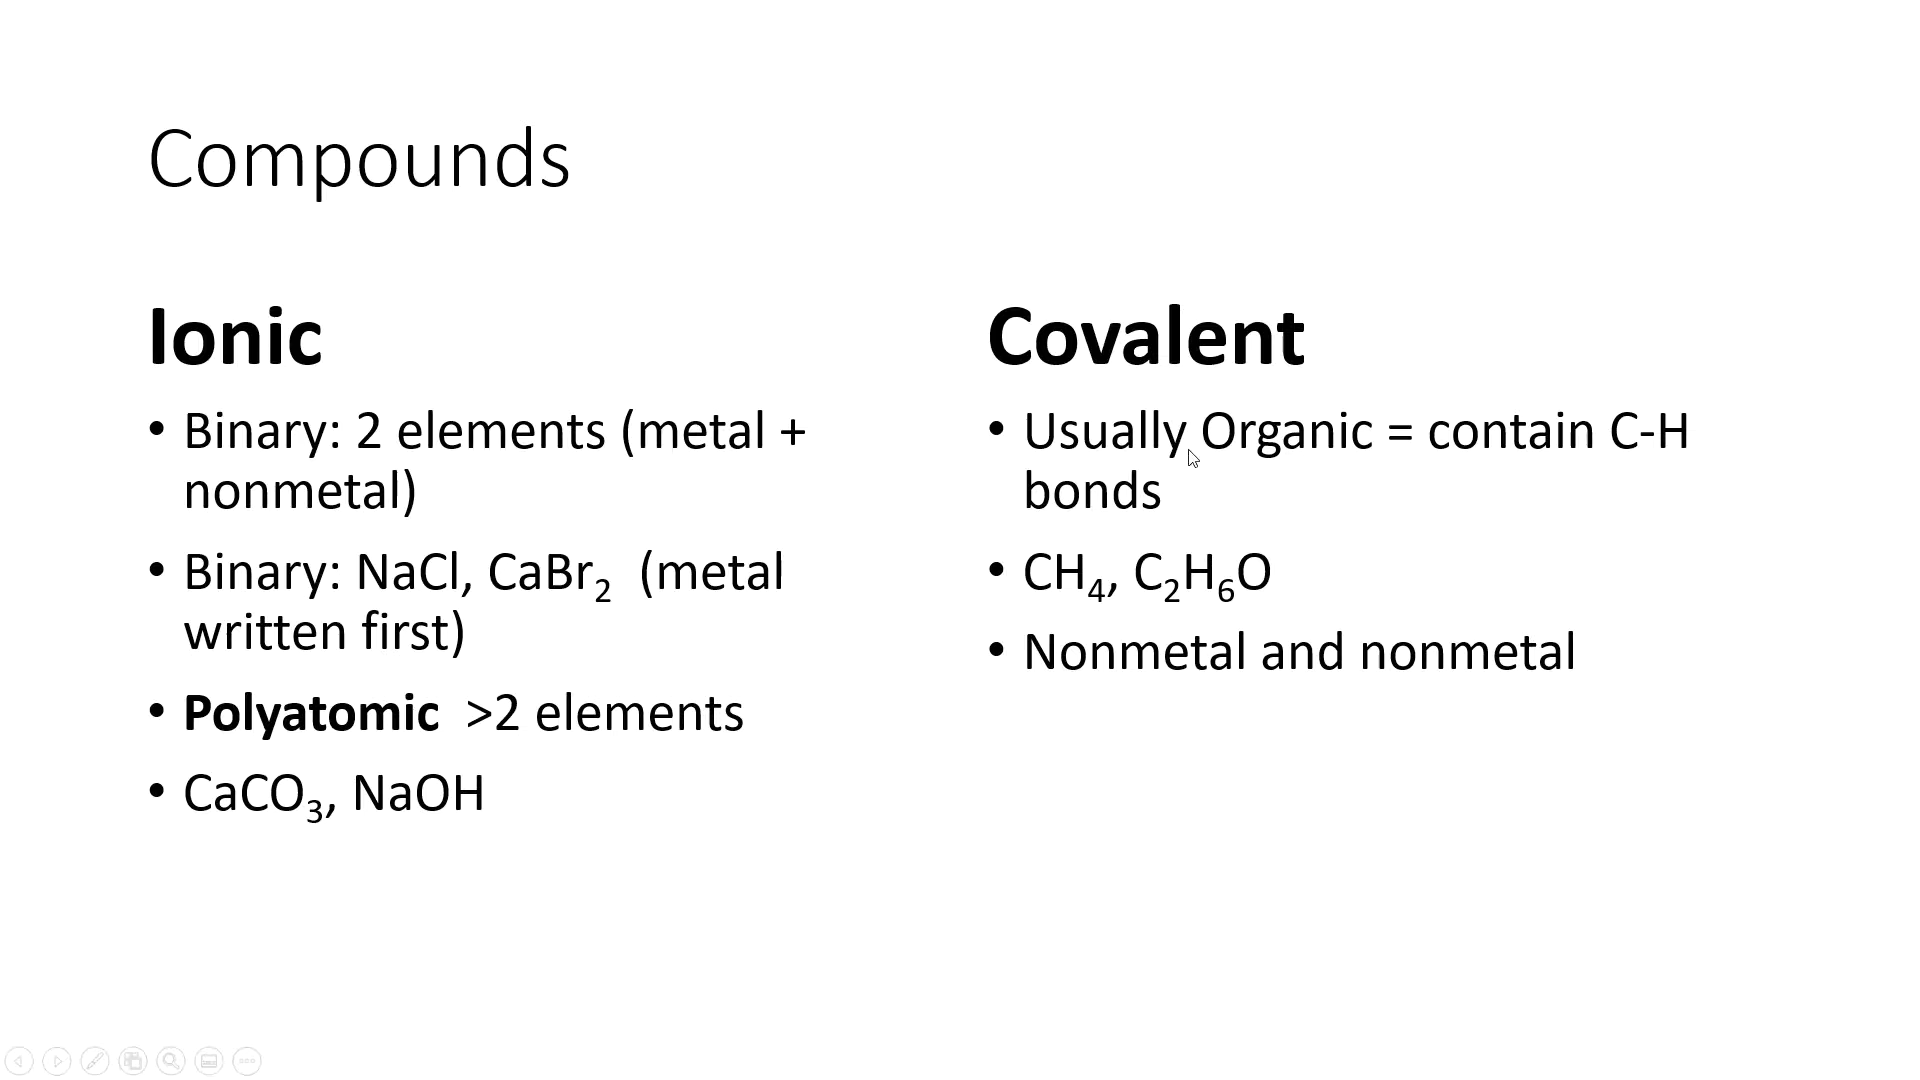 Compounds
Ionic
• Binary: 2 elements (metal +
nonmetal)
• Binary: NaCl, CaBr₂ (metal
written first)
• Polyatomic >2 elements
• CaCO₃, NaOH
Covalent
• Usually Organic = contain C-H
bonds
• CH₄, C₂H₆O
• Nonmetal and nonmetal